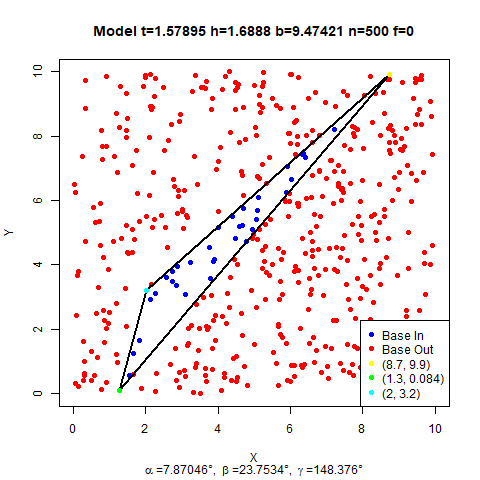 Model t=1.57895 h=1.6888 b=9.47421 n=500 f=0
10
8
6
4
2
0
Y
Base In
Base Out
(8.7, 9.9)
(1.3, 0.084)
(2, 3.2)
0 2 4 6 8 10
X
α=7.87046°, β=23.7534°, γ=148.376°